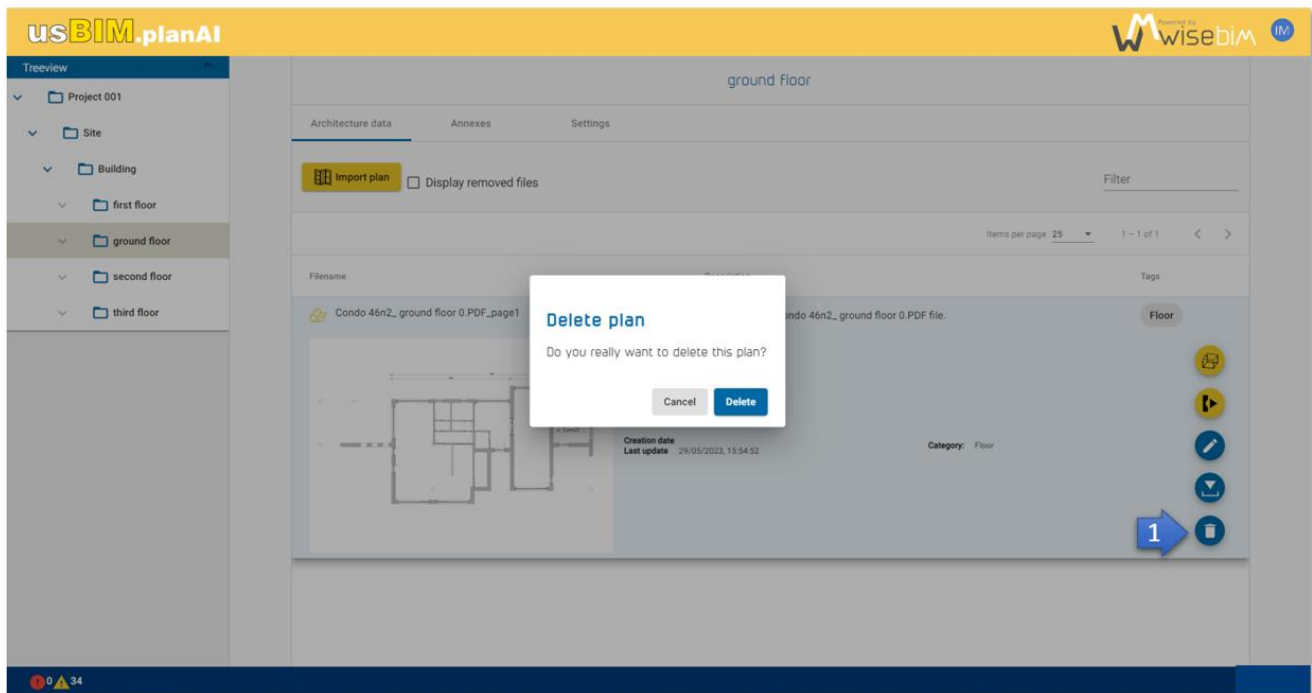 usBIM.planAI
Powered by
wisebim
IM
Treeview
Project 001
Site
Building
first floor
ground floor
second floor
third floor
ground floor
Architecture data Annexes Settings
Import plan Display removed files Filter
Items per page 25 1 – 1 of 1
Filename Description Tags
Condo 46n2_ ground floor 0.PDF_page1 ondo 46n2_ ground floor 0.PDF file. Floor
Delete plan
Do you really want to delete this plan?
Cancel Delete
Creation date
Last update 29/05/2023, 15:54:52 Category: Floor
1
0 34